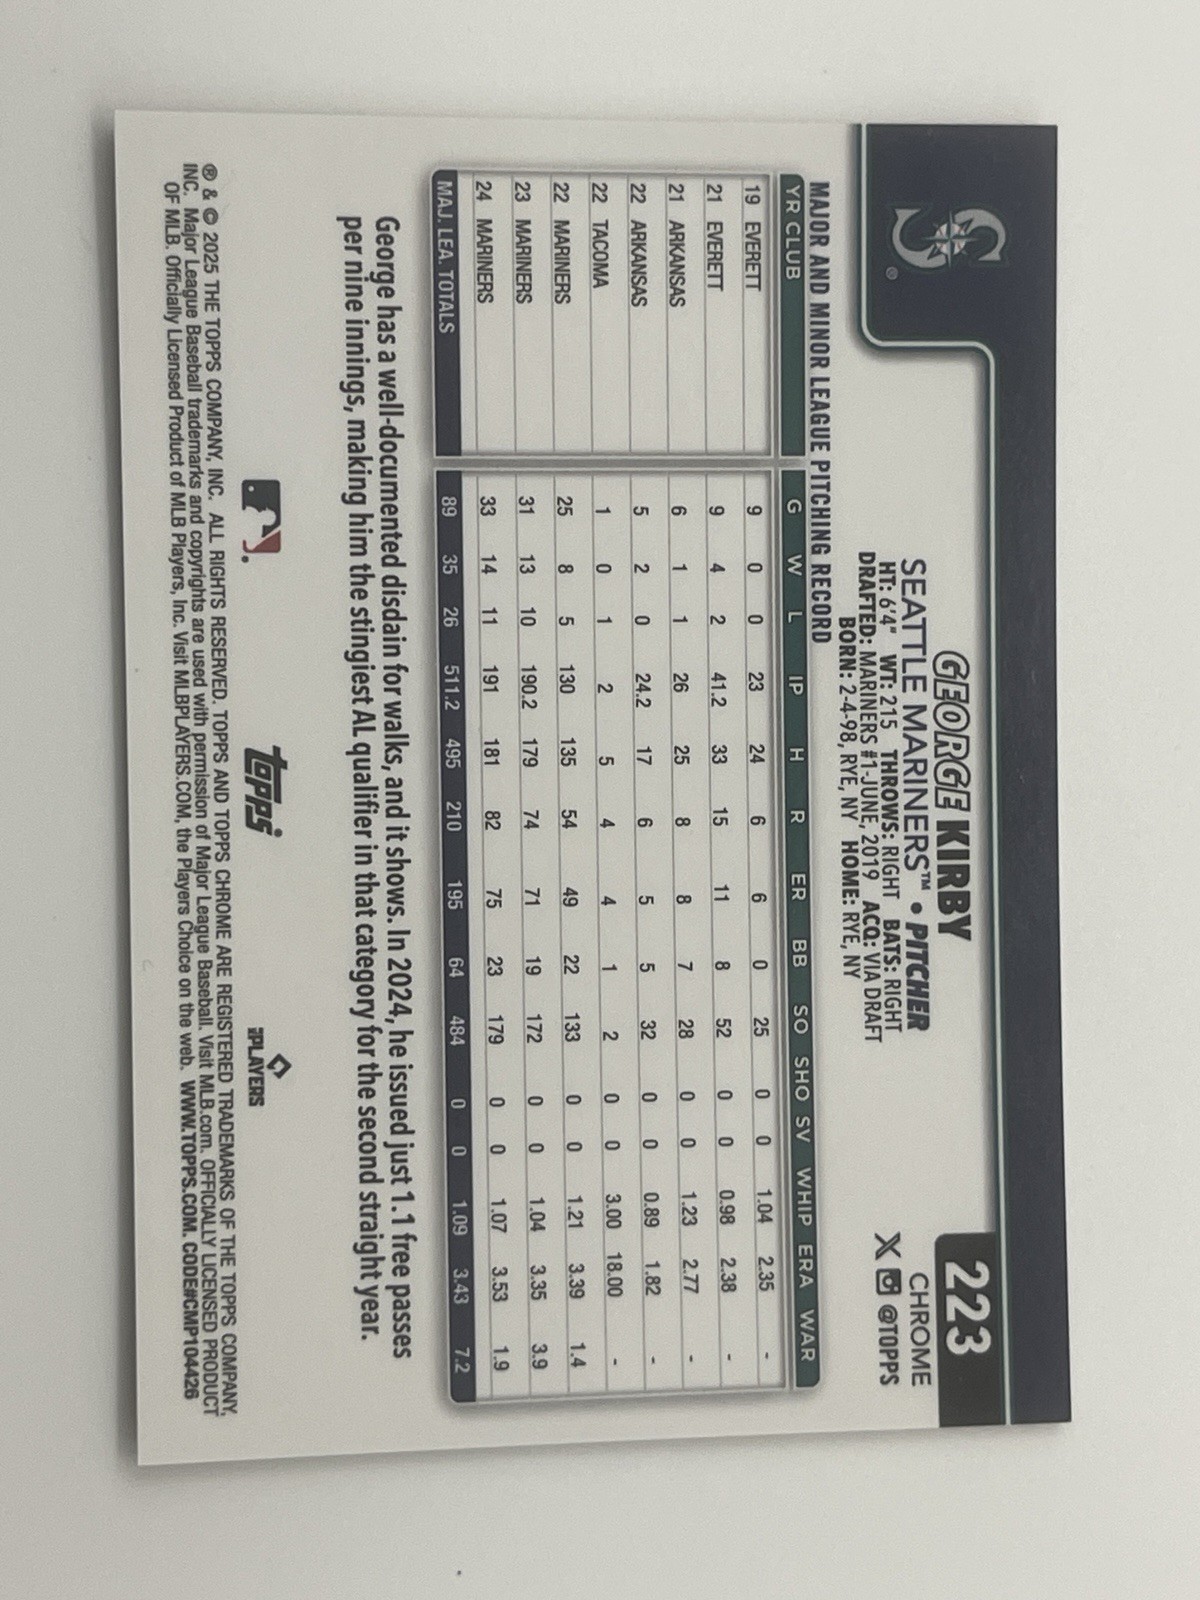 223
CHROME
@TOPPS
GEORGE KIRBY
SEATTLE MARINERS™ • PITCHER
HT: 6'4" WT: 215 THROWS: RIGHT BATS: RIGHT
DRAFTED: MARINERS #1-JUNE, 2019 ACQ: VIA DRAFT
BORN: 2-4-98, RYE, NY HOME: RYE, NY
®
MAJOR AND MINOR LEAGUE PITCHING RECORD
YR CLUB G W L IP H R ER BB SO SHO SV WHIP ERA WAR
19 EVERETT 9 0 0 23 24 6 6 0 25 0 0 1.04 2.35 -
21 EVERETT 9 4 2 41.2 33 15 11 8 52 0 0 0.98 2.38 -
21 ARKANSAS 6 1 1 26 25 8 8 7 28 0 0 1.23 2.77 -
22 ARKANSAS 5 2 0 24.2 17 6 5 5 32 0 0 0.89 1.82 -
22 TACOMA 1 0 1 2 5 4 4 1 2 0 0 3.00 18.00 -
22 MARINERS 25 8 5 130 135 54 49 22 133 0 0 1.21 3.39 1.4
23 MARINERS 31 13 10 190.2 179 74 71 19 172 0 0 1.04 3.35 3.9
24 MARINERS 33 14 11 191 181 82 75 23 179 0 0 1.07 3.53 1.9
MAJ. LEA. TOTALS 89 35 26 511.2 495 210 195 64 484 0 0 1.09 3.43 7.2
George has a well-documented disdain for walks, and it shows. In 2024, he issued just 1.1 free passes
per nine innings, making him the stingiest AL qualifier in that category for the second straight year.
topps
PLAYERS
® & © 2025 THE TOPPS COMPANY, INC. ALL RIGHTS RESERVED. TOPPS AND TOPPS CHROME ARE REGISTERED TRADEMARKS OF THE TOPPS COMPANY,
INC. Major League Baseball trademarks and copyrights are used with permission of Major League Baseball. Visit MLB.com. OFFICIALLY LICENSED PRODUCT
OF MLB. Officially Licensed Product of MLB Players, Inc. Visit MLBPLAYERS.COM, the Players Choice on the web. WWW.TOPPS.COM. CODE#CMP104426